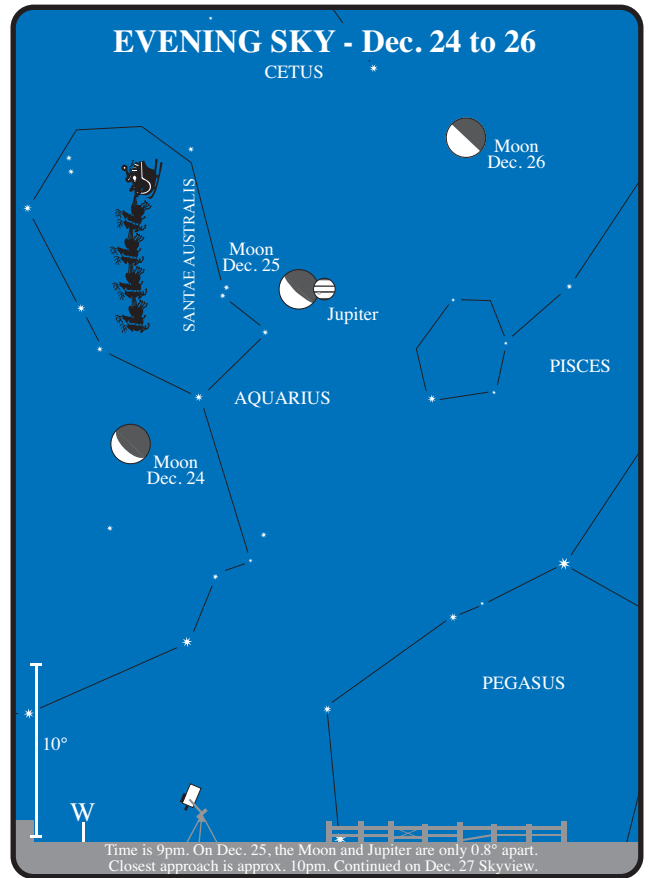 EVENING SKY - Dec. 24 to 26
CETUS
Moon
Dec. 26
SANTAE AUSTRALIS
Moon
Dec. 25
Jupiter
PISCES
AQUARIUS
Moon
Dec. 24
PEGASUS
10°
W
Time is 9pm. On Dec. 25, the Moon and Jupiter are only 0.8° apart.
Closest approach is approx. 10pm. Continued on Dec. 27 Skyview.